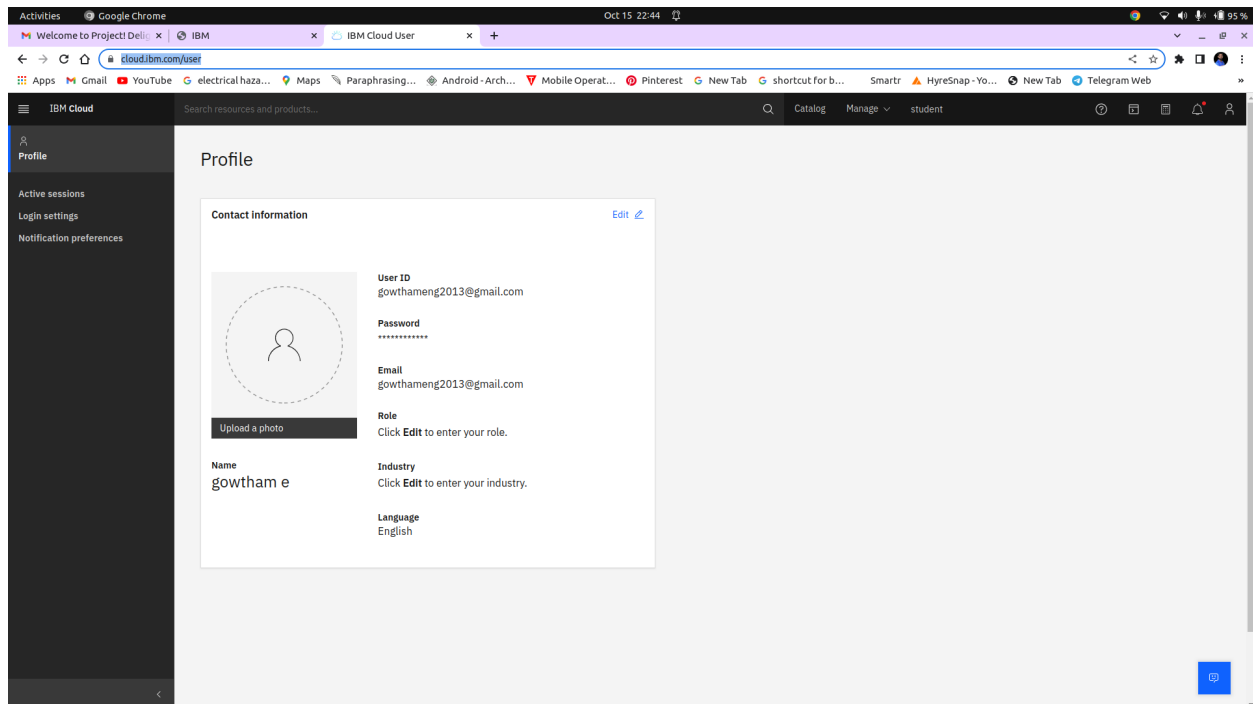 Activities Google Chrome Oct 15 22:44 95 %
Welcome to Project! Delig IBM IBM Cloud User
cloud.ibm.com/user
Apps Gmail YouTube electrical haza... Maps Paraphrasing... Android - Arch... Mobile Operat... Pinterest New Tab shortcut for b... Smartr HyreSnap - Yo... New Tab Telegram Web »
IBM Cloud Search resources and products... Catalog Manage student
Profile
Active sessions
Login settings
Notification preferences
Profile
Contact information Edit
Upload a photo
Name
gowtham e
User ID
gowthameng2013@gmail.com
Password
************
Email
gowthameng2013@gmail.com
Role
Click Edit to enter your role.
Industry
Click Edit to enter your industry.
Language
English